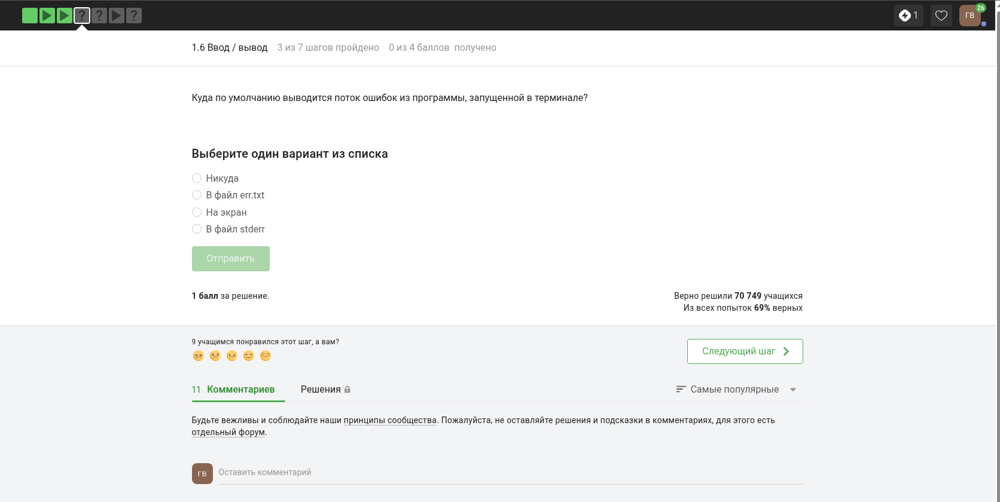 ? ? ?
1
ГВ
26
1.6 Ввод / вывод 3 из 7 шагов пройдено 0 из 4 баллов получено
Куда по умолчанию выводится поток ошибок из программы, запущенной в терминале?
Выберите один вариант из списка
Никуда
В файл err.txt
На экран
В файл stderr
Отправить
1 балл за решение.
Верно решили 70 749 учащихся
Из всех попыток 69% верных
9 учащимся понравился этот шаг, а вам?
Следующий шаг
11 Комментариев Решения Самые популярные
Будьте вежливы и соблюдайте наши принципы сообщества. Пожалуйста, не оставляйте решения и подсказки в комментариях, для этого есть
отдельный форум.
ГВ Оставить комментарий